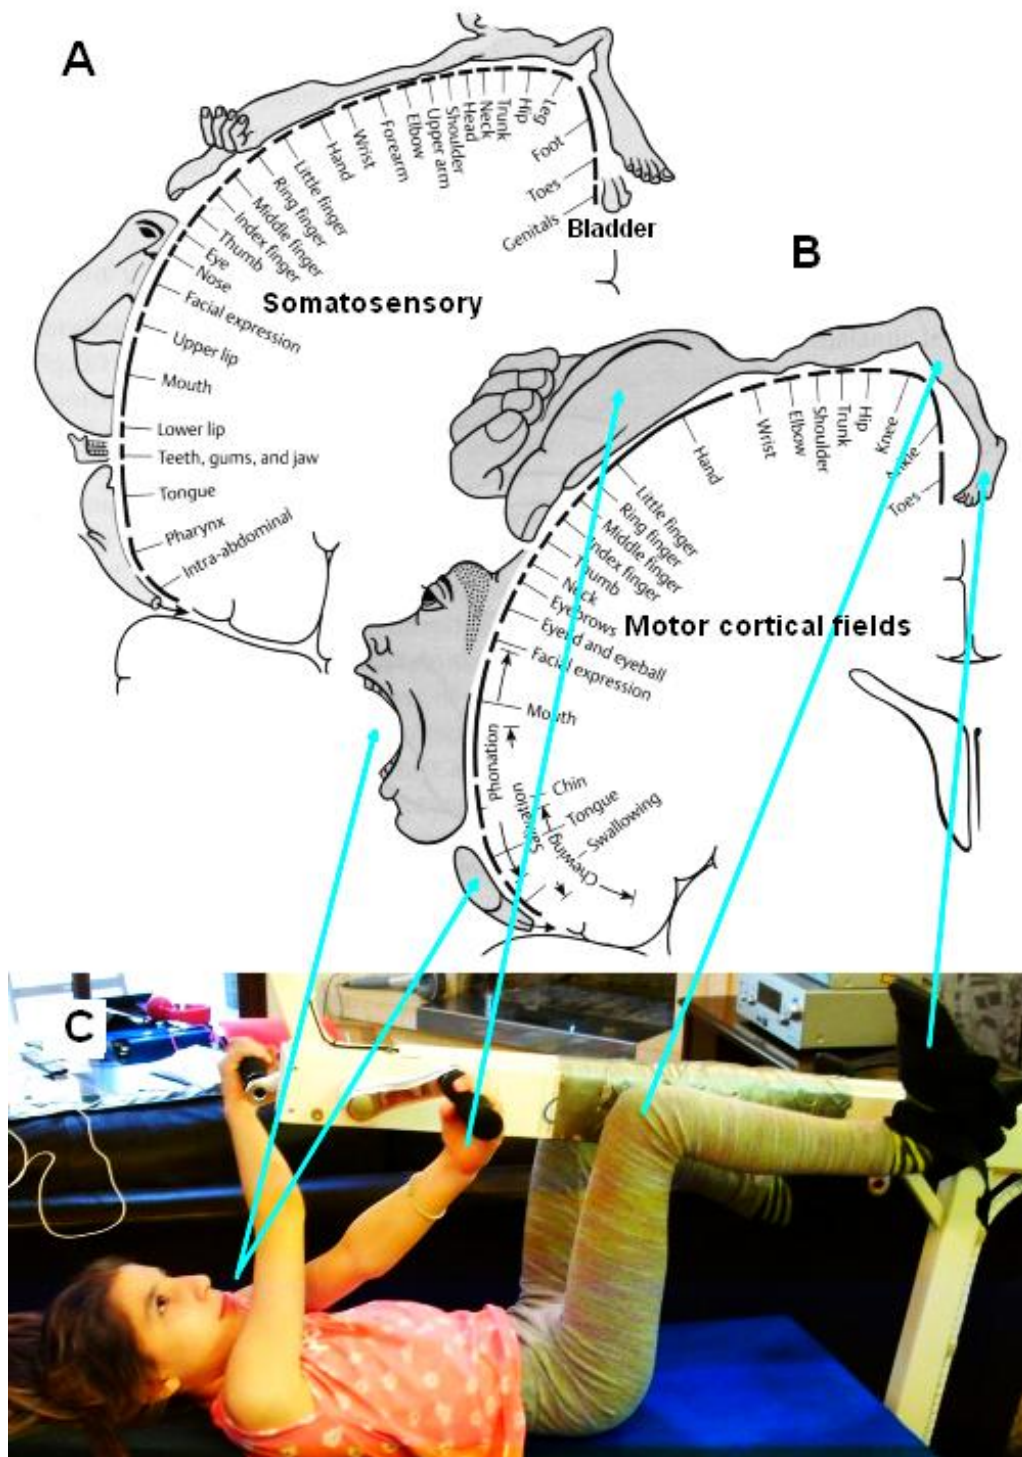 A
Leg
Hip
Trunk
Neck
Head
Shoulder
Upper arm
Elbow
Forearm
Wrist
Hand
Little finger
Ring finger
Middle finger
Index finger
Thumb
Eye
Nose
Facial expression
Upper lip
Mouth
Lower lip
Teeth, gums, and jaw
Tongue
Pharynx
Intra-abdominal
Foot
Toes
Genitals
Bladder
Somatosensory
B
Knee
Hip
Trunk
Shoulder
Elbow
Wrist
Hand
Ankle
Toes
Little finger
Ring finger
Middle finger
Index finger
Thumb
Neck
Eyebrows
Eyelid and eyeball
Facial expression
Mouth
Motor cortical fields
Phonation
Salivation
Chin
Tongue
Swallowing
Chewing
C